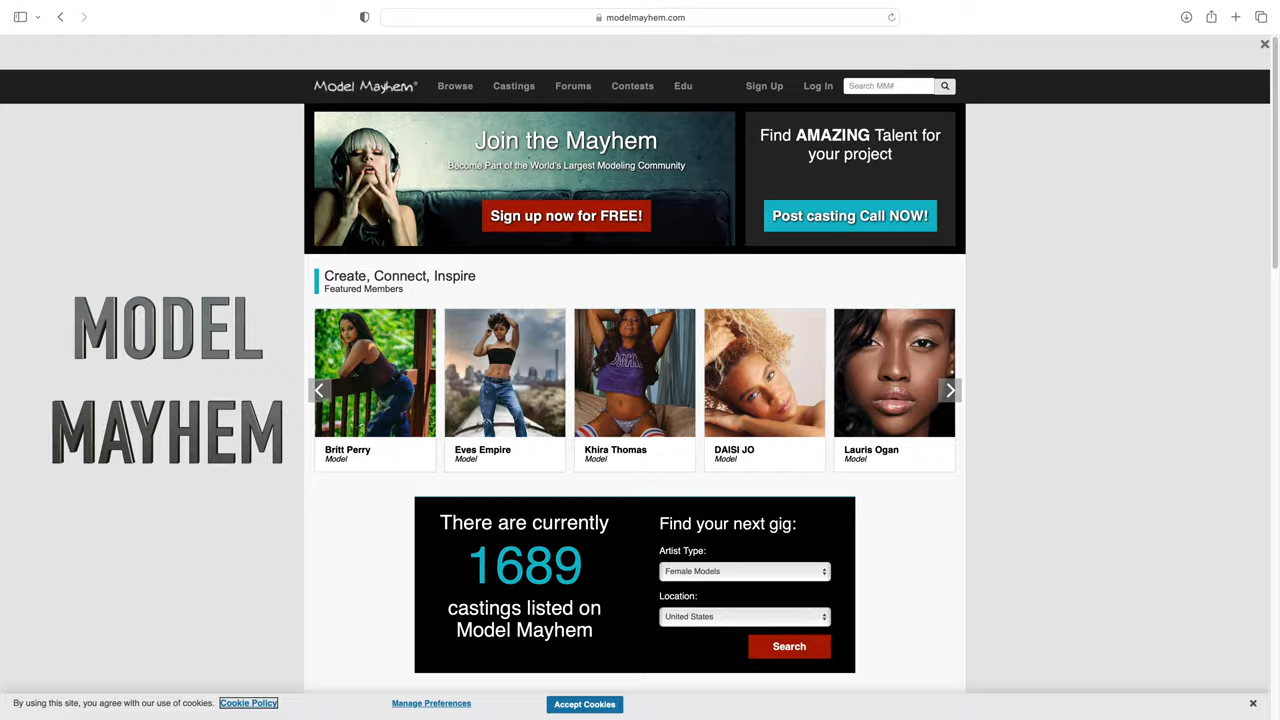 modelmayhem.com
Model Mayhem®
Browse
Castings
Forums
Contests
Edu
Sign Up
Log In
Search MM#
Join the Mayhem
Become Part of the World's Largest Modeling Community
Sign up now for FREE!
Find AMAZING Talent for
your project
Post casting Call NOW!
Create, Connect, Inspire
Featured Members
MODEL
MAYHEM
Britt Perry
Model
Eves Empire
Model
Khira Thomas
Model
DAISI JO
Model
Lauris Ogan
Model
There are currently
1689
castings listed on
Model Mayhem
Find your next gig:
Artist Type:
Female Models
Location:
United States
Search
By using this site, you agree with our use of cookies. Cookie Policy
Manage Preferences
Accept Cookies